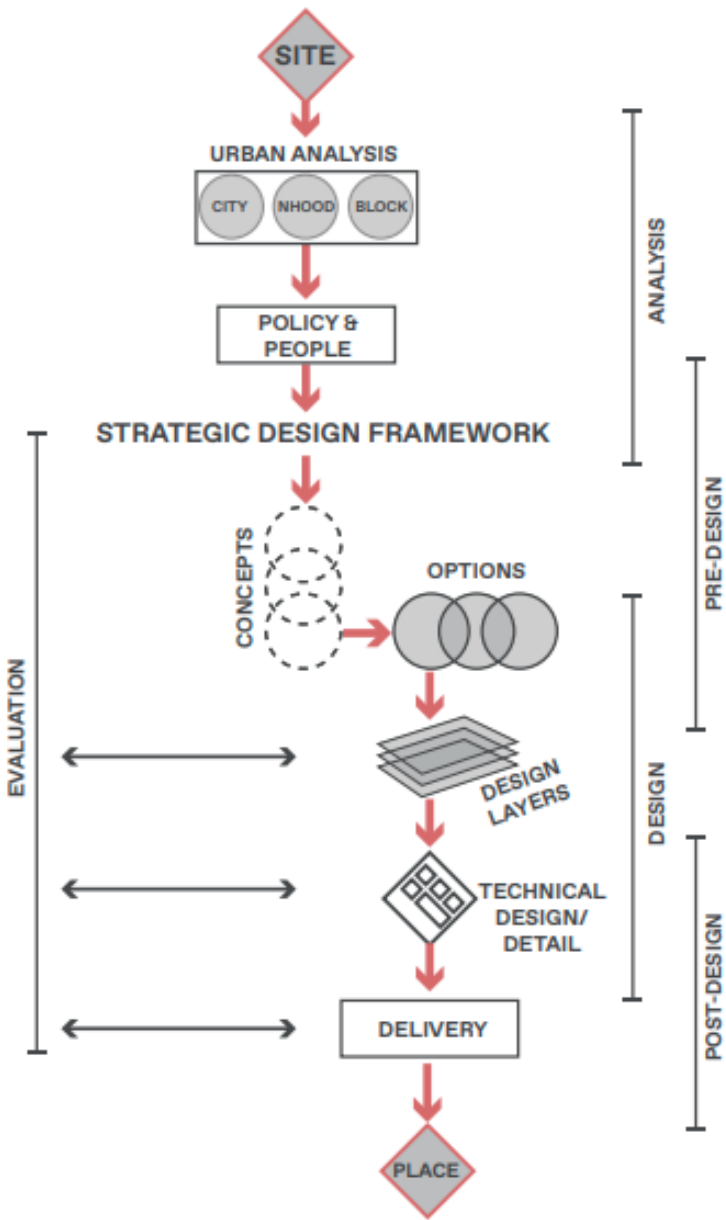 SITE
URBAN ANALYSIS
CITY
NHOOD
BLOCK
POLICY &
PEOPLE
STRATEGIC DESIGN FRAMEWORK
CONCEPTS
OPTIONS
DESIGN
LAYERS
TECHNICAL
DESIGN/
DETAIL
DELIVERY
PLACE
EVALUATION
ANALYSIS
PRE-DESIGN
DESIGN
POST-DESIGN